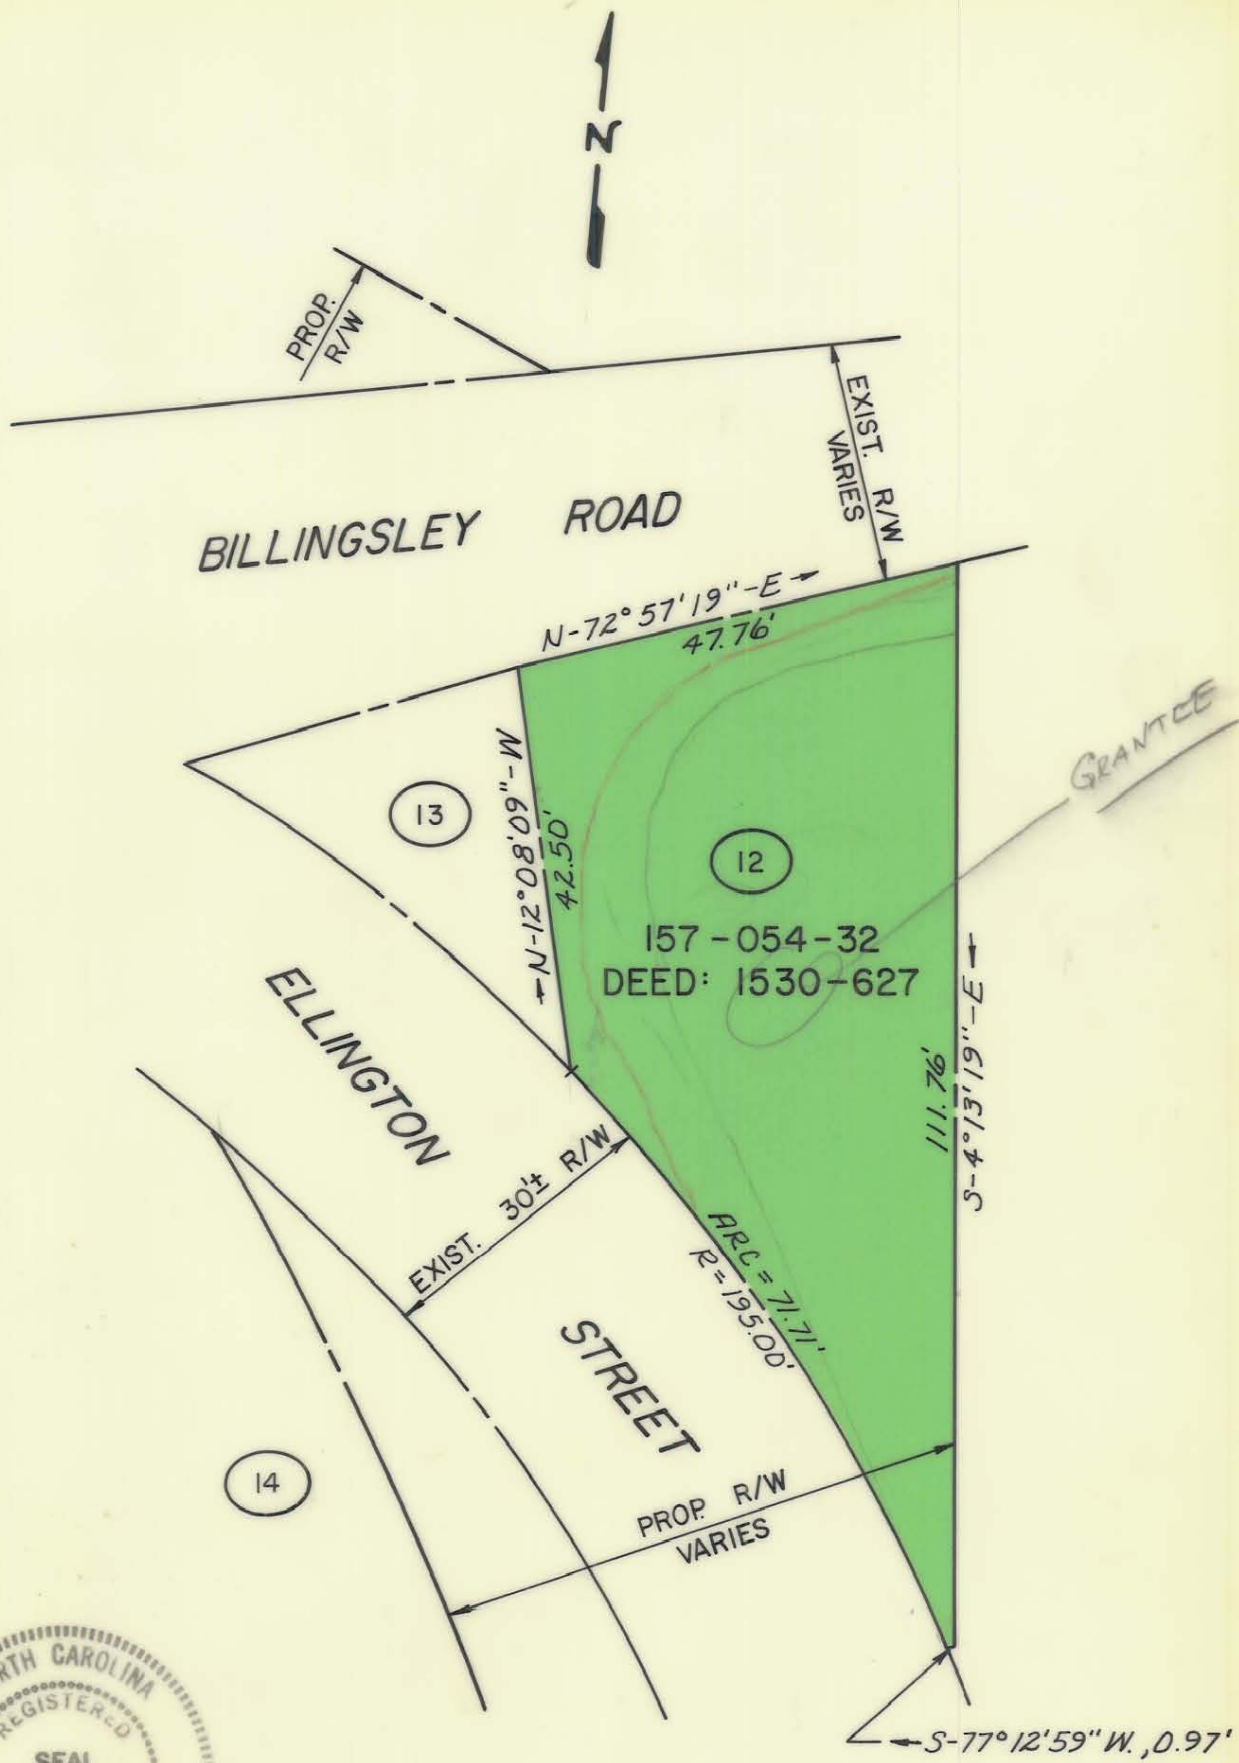 N
PROP.
R/W
EXIST. R/W
VARIES
BILLINGSLEY ROAD
N-72°57'19"-E
47.76'
GRANTEE
N-12°08'09"-W
42.50'
13
12
157-054-32
DEED: 1530-627
111.76'
S-4°13'19"-E
ELLINGTON
STREET
EXIST. 30'± R/W
ARC = 71.71'
R = 195.00'
14
PROP. R/W
VARIES
S-77°12'59" W., 0.97'
RTH CAROLINA
REGISTERED
SEAL